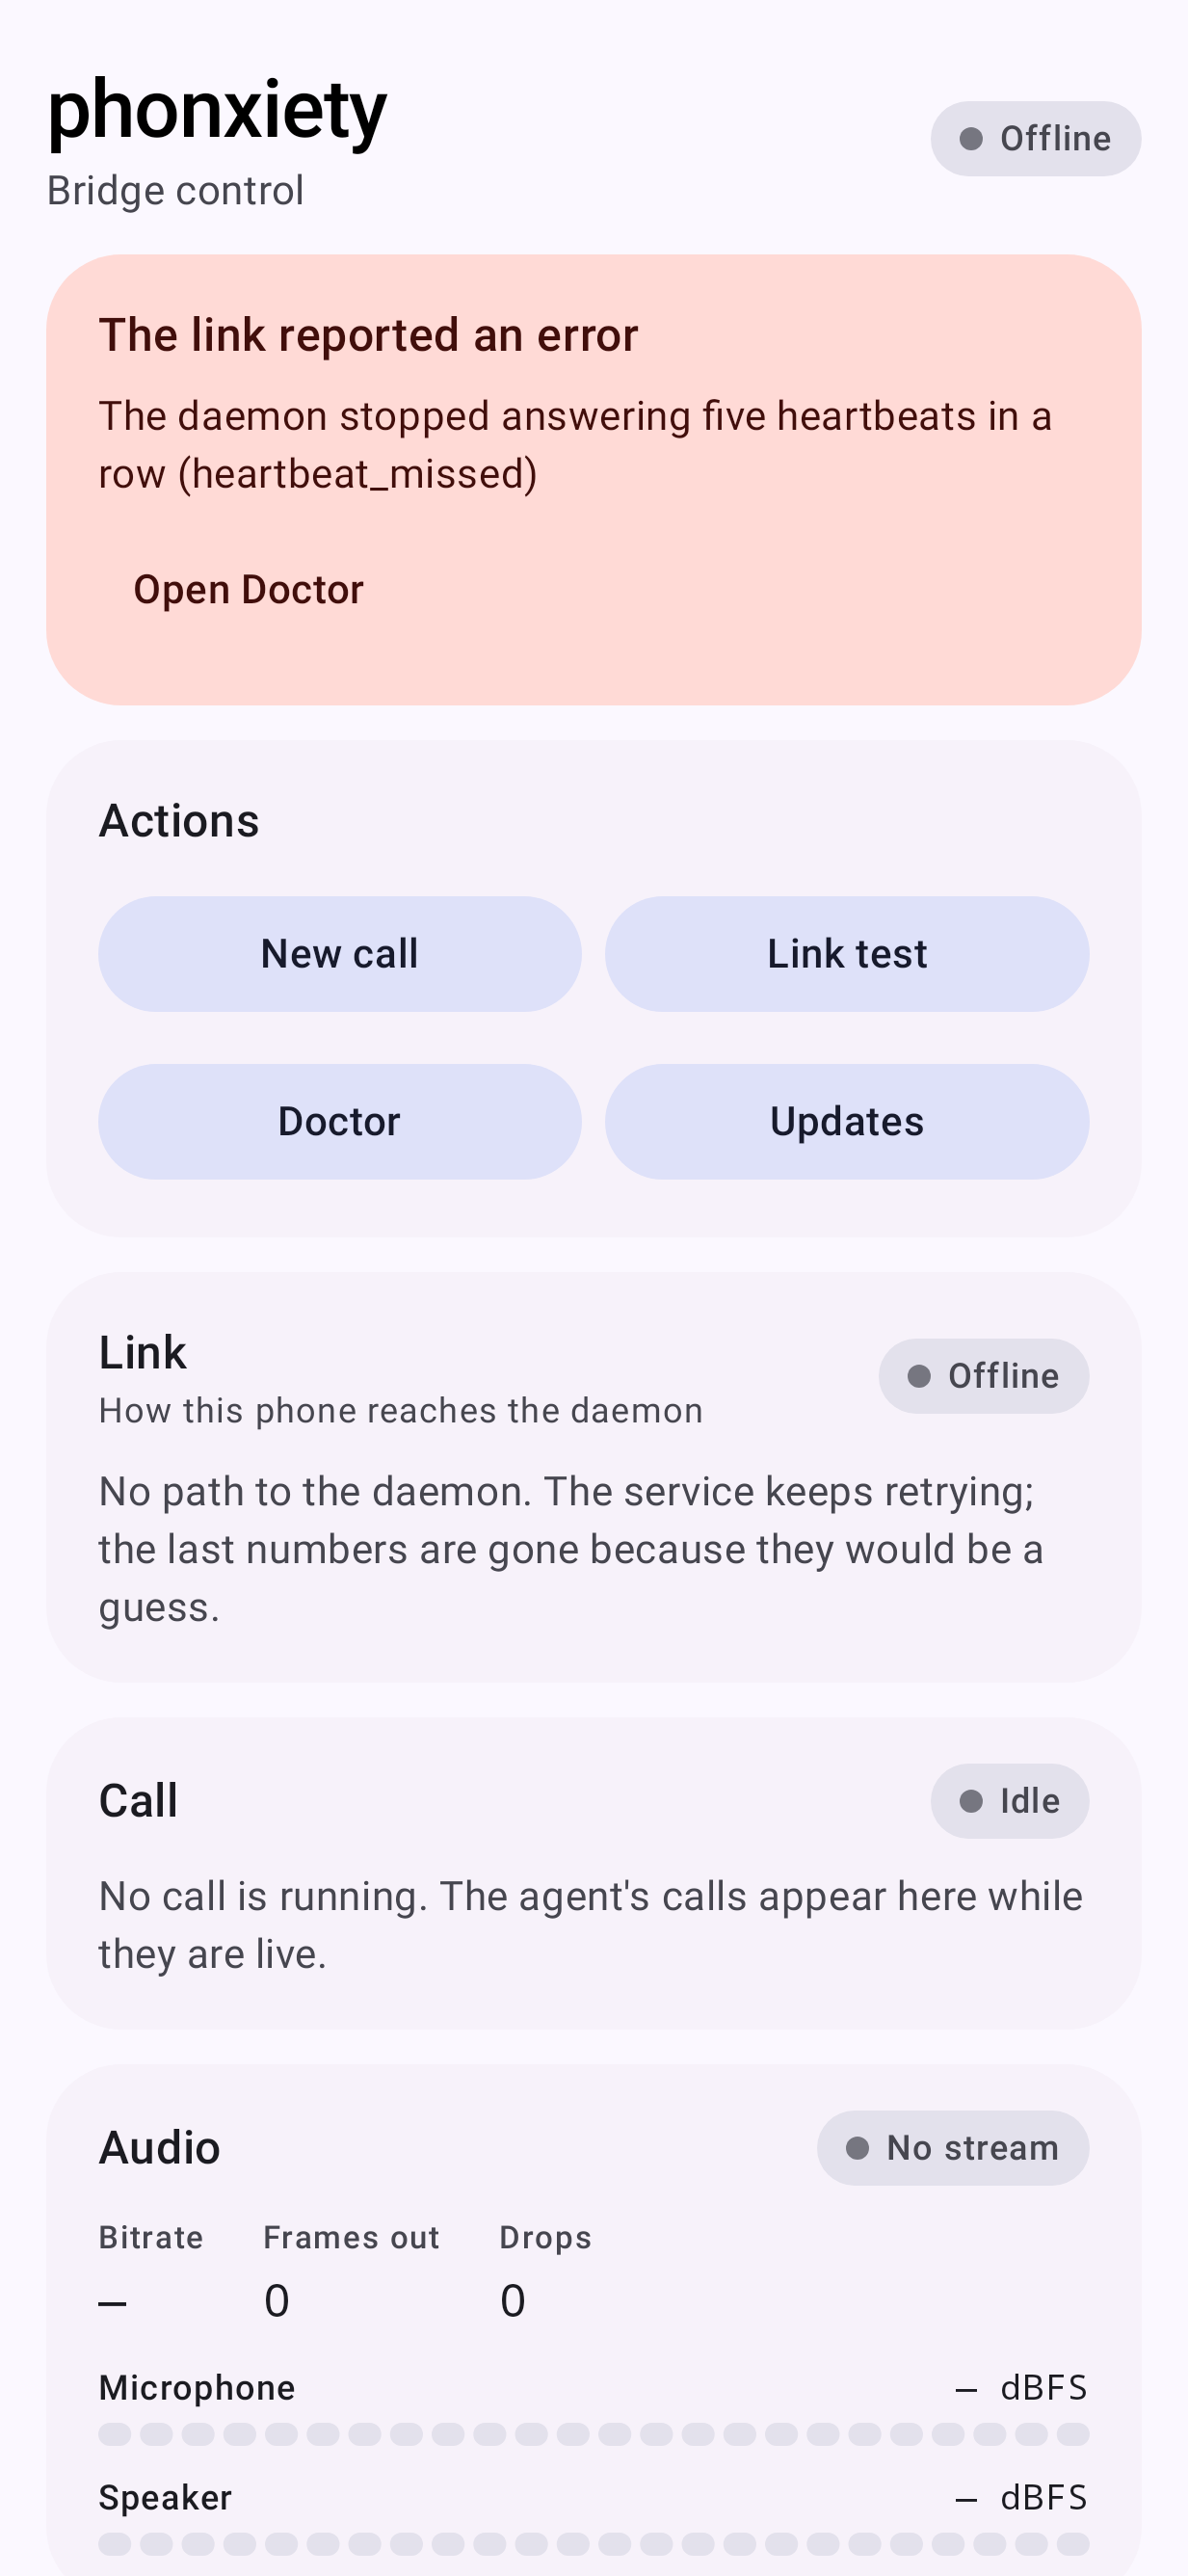 phonxiety
Offline
Bridge control
The link reported an error
The daemon stopped answering five heartbeats in a
row (heartbeat_missed)
Open Doctor
Actions
New call
Link test
Doctor
Updates
Link
Offline
How this phone reaches the daemon
No path to the daemon. The service keeps retrying;
the last numbers are gone because they would be a
guess.
Call
Idle
No call is running. The agent's calls appear here while
they are live.
Audio
No stream
Bitrate Frames out Drops
– 0 0
Microphone – dBFS
Speaker – dBFS